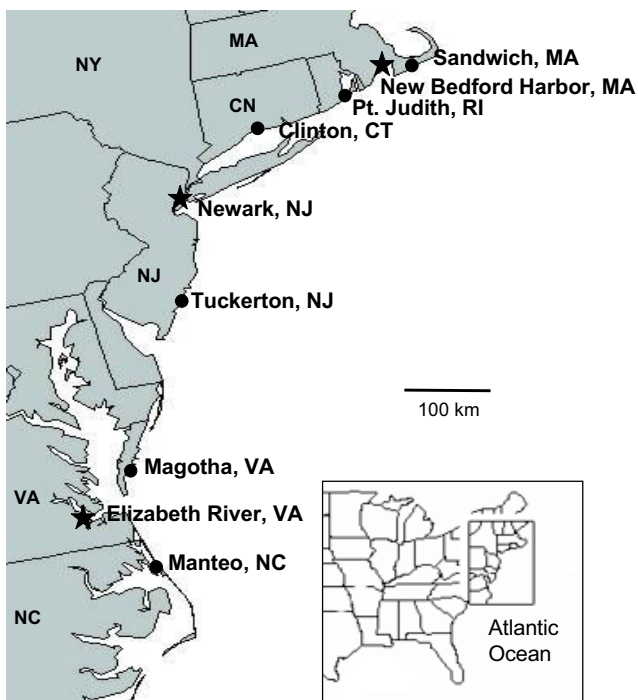 MA
NY
Sandwich, MA
New Bedford Harbor, MA
CN
Pt. Judith, RI
Clinton, CT
Newark, NJ
NJ
Tuckerton, NJ
100 km
Magotha, VA
VA
Elizabeth River, VA
Manteo, NC
NC
Atlantic
Ocean